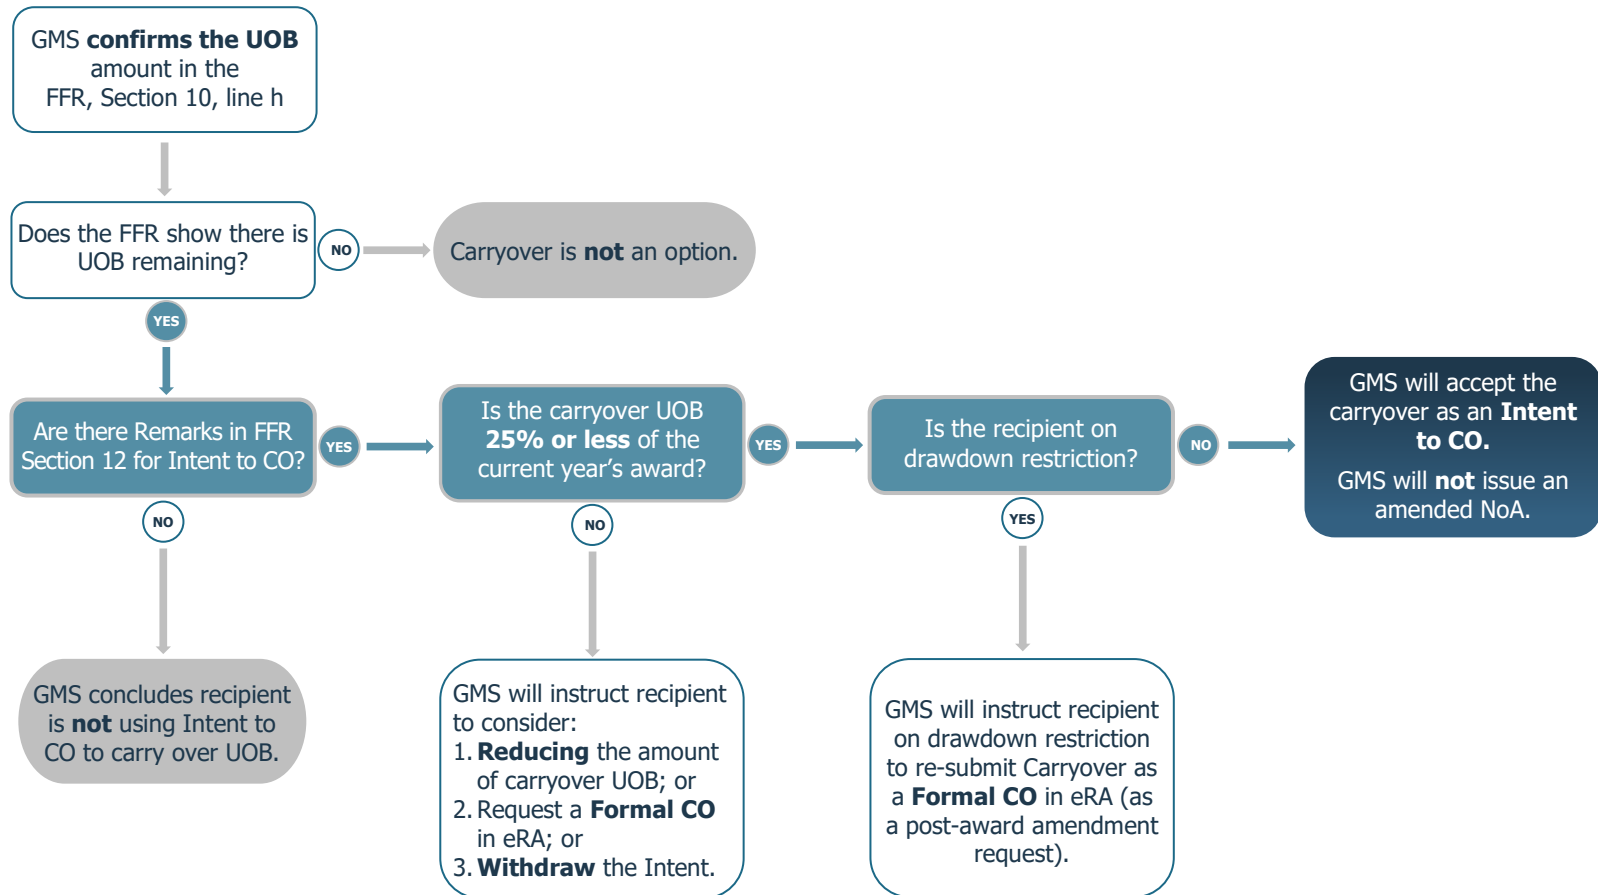 GMS confirms the UOB
amount in the
FFR, Section 10, line h
Does the FFR show there is
UOB remaining?
NO
Carryover is not an option.
YES
Are there Remarks in FFR
Section 12 for Intent to CO?
YES
Is the carryover UOB
25% or less of the
current year's award?
YES
Is the recipient on
drawdown restriction?
NO
GMS will accept the
carryover as an Intent
to CO.
GMS will not issue an
amended NoA.
NO
NO
YES
GMS concludes recipient
is not using Intent to
CO to carry over UOB.
GMS will instruct recipient
to consider:
1. Reducing the amount
of carryover UOB; or
2. Request a Formal CO
in eRA; or
3. Withdraw the Intent.
GMS will instruct recipient
on drawdown restriction
to re-submit Carryover as
a Formal CO in eRA (as
a post-award amendment
request).